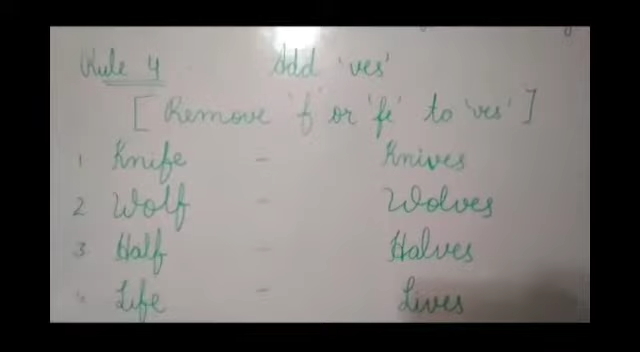 Rule 4 Add 'ves'
[ Remove 'f' or 'fe' to 'ves' ]
1 Knife - Knives
2 Wolf - Wolves
3 Half - Halves
4. Life - Lives